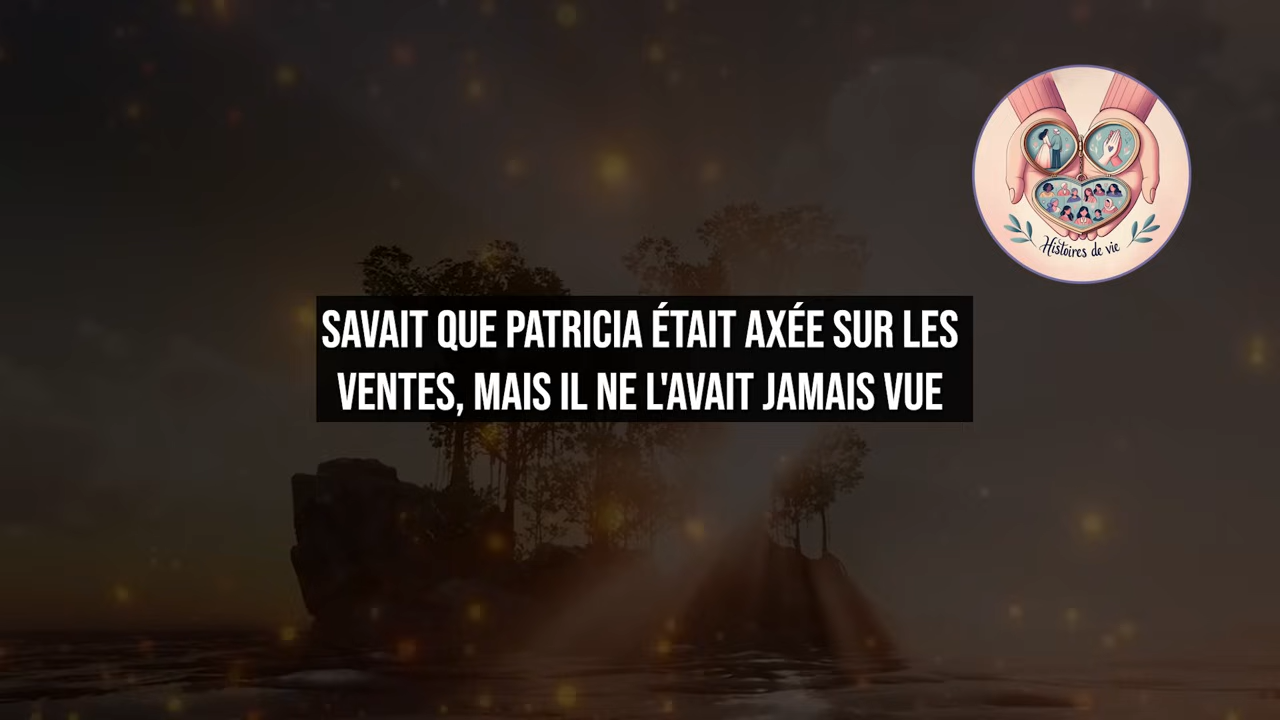 Histoires de vie
SAVAIT QUE PATRICIA ÉTAIT AXÉE SUR LES
VENTES, MAIS IL NE L'AVAIT JAMAIS VUE